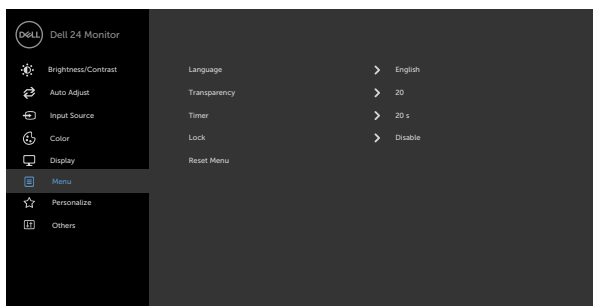 DELL Dell 24 Monitor
Brightness/Contrast
Auto Adjust
Input Source
Color
Display
Menu
Personalize
Others
Language English
Transparency 20
Timer 20 s
Lock Disable
Reset Menu